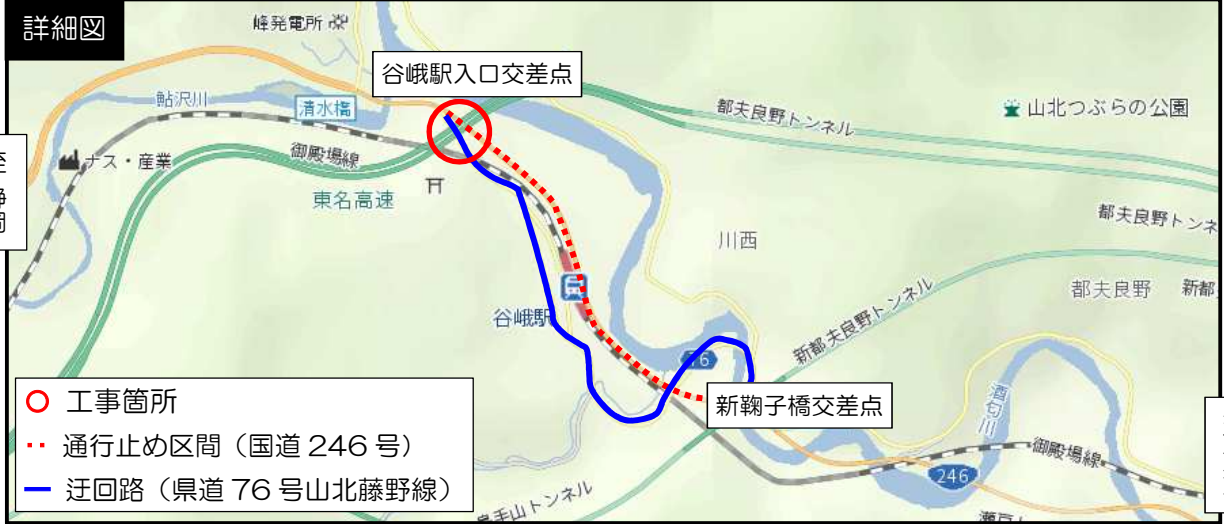 詳細図
峰発電所
谷峨駅入口交差点
鮎沢川
清水橋
都夫良野トンネル
山北つぶらの公園
ナス・産業
御殿場線
東名高速
都夫良野トンネ
川西
都夫良野
新都
谷峨駅
新都夫良野トンネル
76
新鞠子橋交差点
酒匂川
工事箇所
通行止め区間（国道246号）
迂回路（県道76号山北藤野線）
御殿場線
246